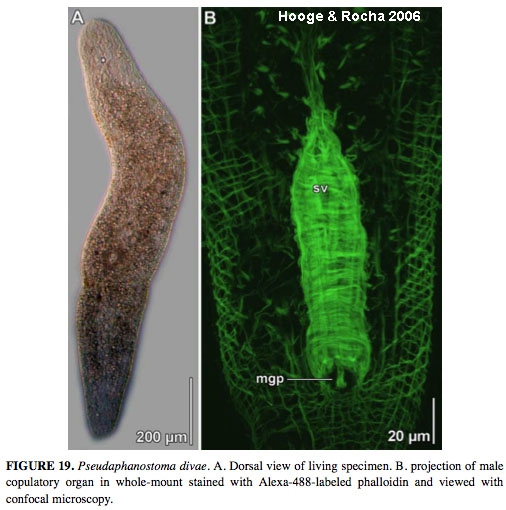 A
B
Hooge & Rocha 2006
sv
mgp
200 µm
20 µm
FIGURE 19. Pseudaphanostoma divae. A. Dorsal view of living specimen. B. projection of male
copulatory organ in whole-mount stained with Alexa-488-labeled phalloidin and viewed with
confocal microscopy.